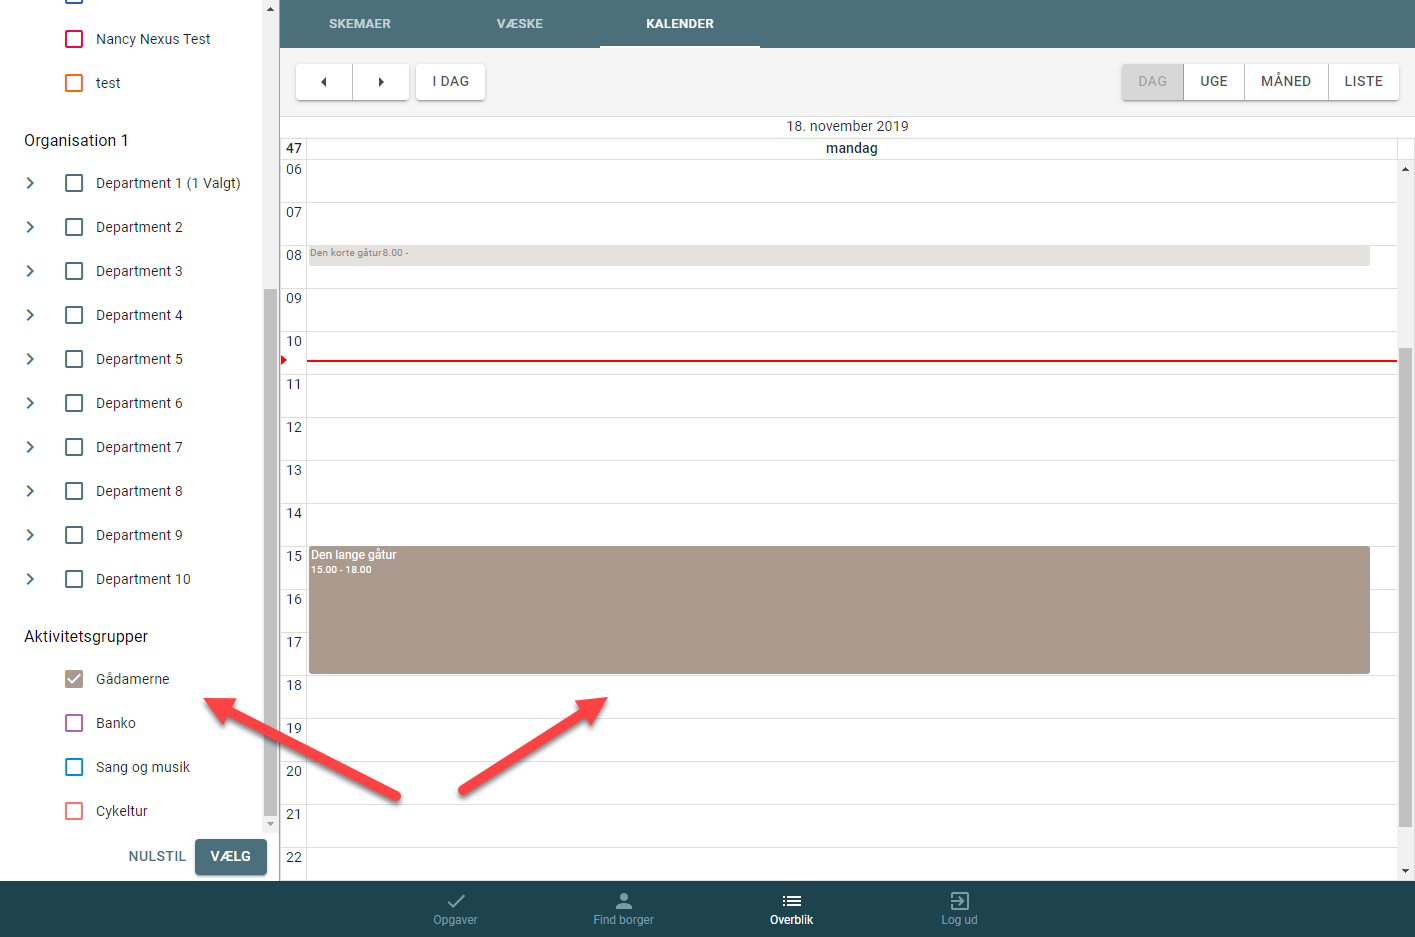 SKEMAER
VÆSKE
KALENDER
I DAG
DAG
UGE
MÅNED
LISTE
Nancy Nexus Test
test
Organisation 1
Department 1 (1 Valgt)
Department 2
Department 3
Department 4
Department 5
Department 6
Department 7
Department 8
Department 9
Department 10
Aktivitetsgrupper
Gådamerne
Banko
Sang og musik
Cykeltur
NULSTIL
VÆLG
18. november 2019
47
mandag
06
07
08
Den korte gåtur8.00 -
09
10
11
12
13
14
15
Den lange gåtur
15.00 - 18.00
16
17
18
19
20
21
22
Opgaver
Find borger
Overblik
Log ud